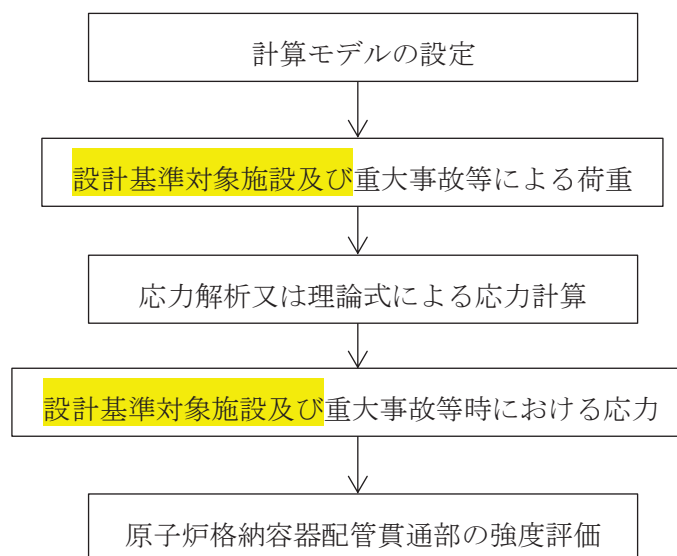 計算モデルの設定
設計基準対象施設及び重大事故等による荷重
応力解析又は理論式による応力計算
設計基準対象施設及び重大事故等時における応力
原子炉格納容器配管貫通部の強度評価